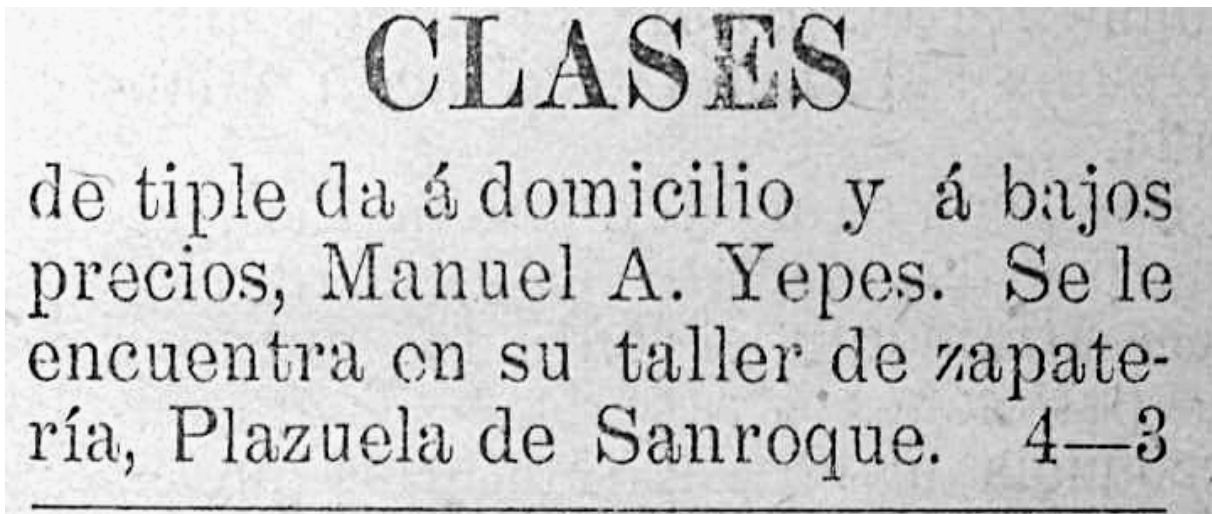 CLASES
de tiple da á domicilio y á bajos
precios, Manuel A. Yepes. Se le
encuentra en su taller de zapate-
ría, Plazuela de Sanroque. 4—3